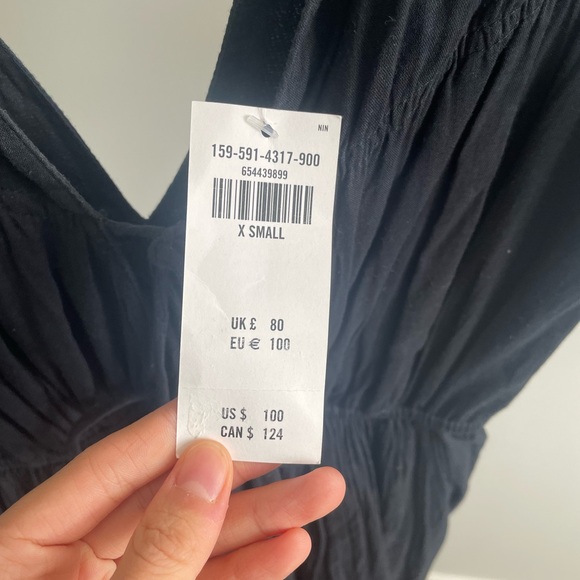 NIN
159-591-4317-900
654439899
X SMALL
UK £ 80
EU € 100
US $ 100
CAN $ 124